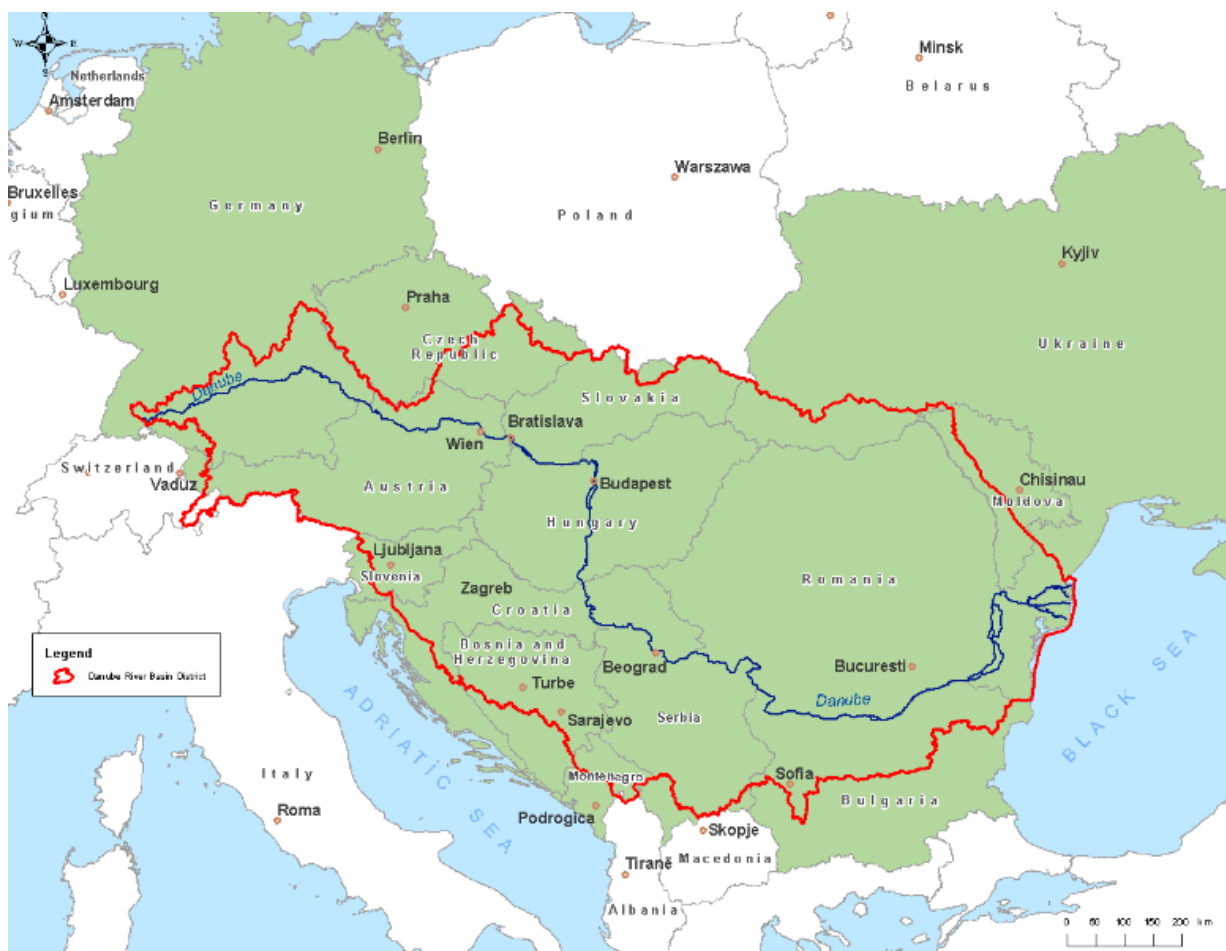 N
W
E
S
Minsk
Belarus
Netherlands
Amsterdam
Berlin
Warszawa
Bruxelles
gium
Germany
Poland
Kyjiv
Luxembourg
Praha
Czech
Republic
Ukraine
Danube
Slovakia
Bratislava
Wien
Switzerland
Vaduz
Austria
Budapest
Chisinau
Moldova
Hungary
Ljubljana
Slovenia
Romania
Zagreb
Croatia
Bosnia and
Herzegovina
Legend
Danube River Basin District
Beograd
Bucuresti
Turbe
Danube
Sarajevo
Serbia
BLACK SEA
ADRIATIC SEA
Italy
Montenegro
Sofia
Bulgaria
Roma
Podrogica
Skopje
Macedonia
Tirane
Albania
0 50 100 150 200 km